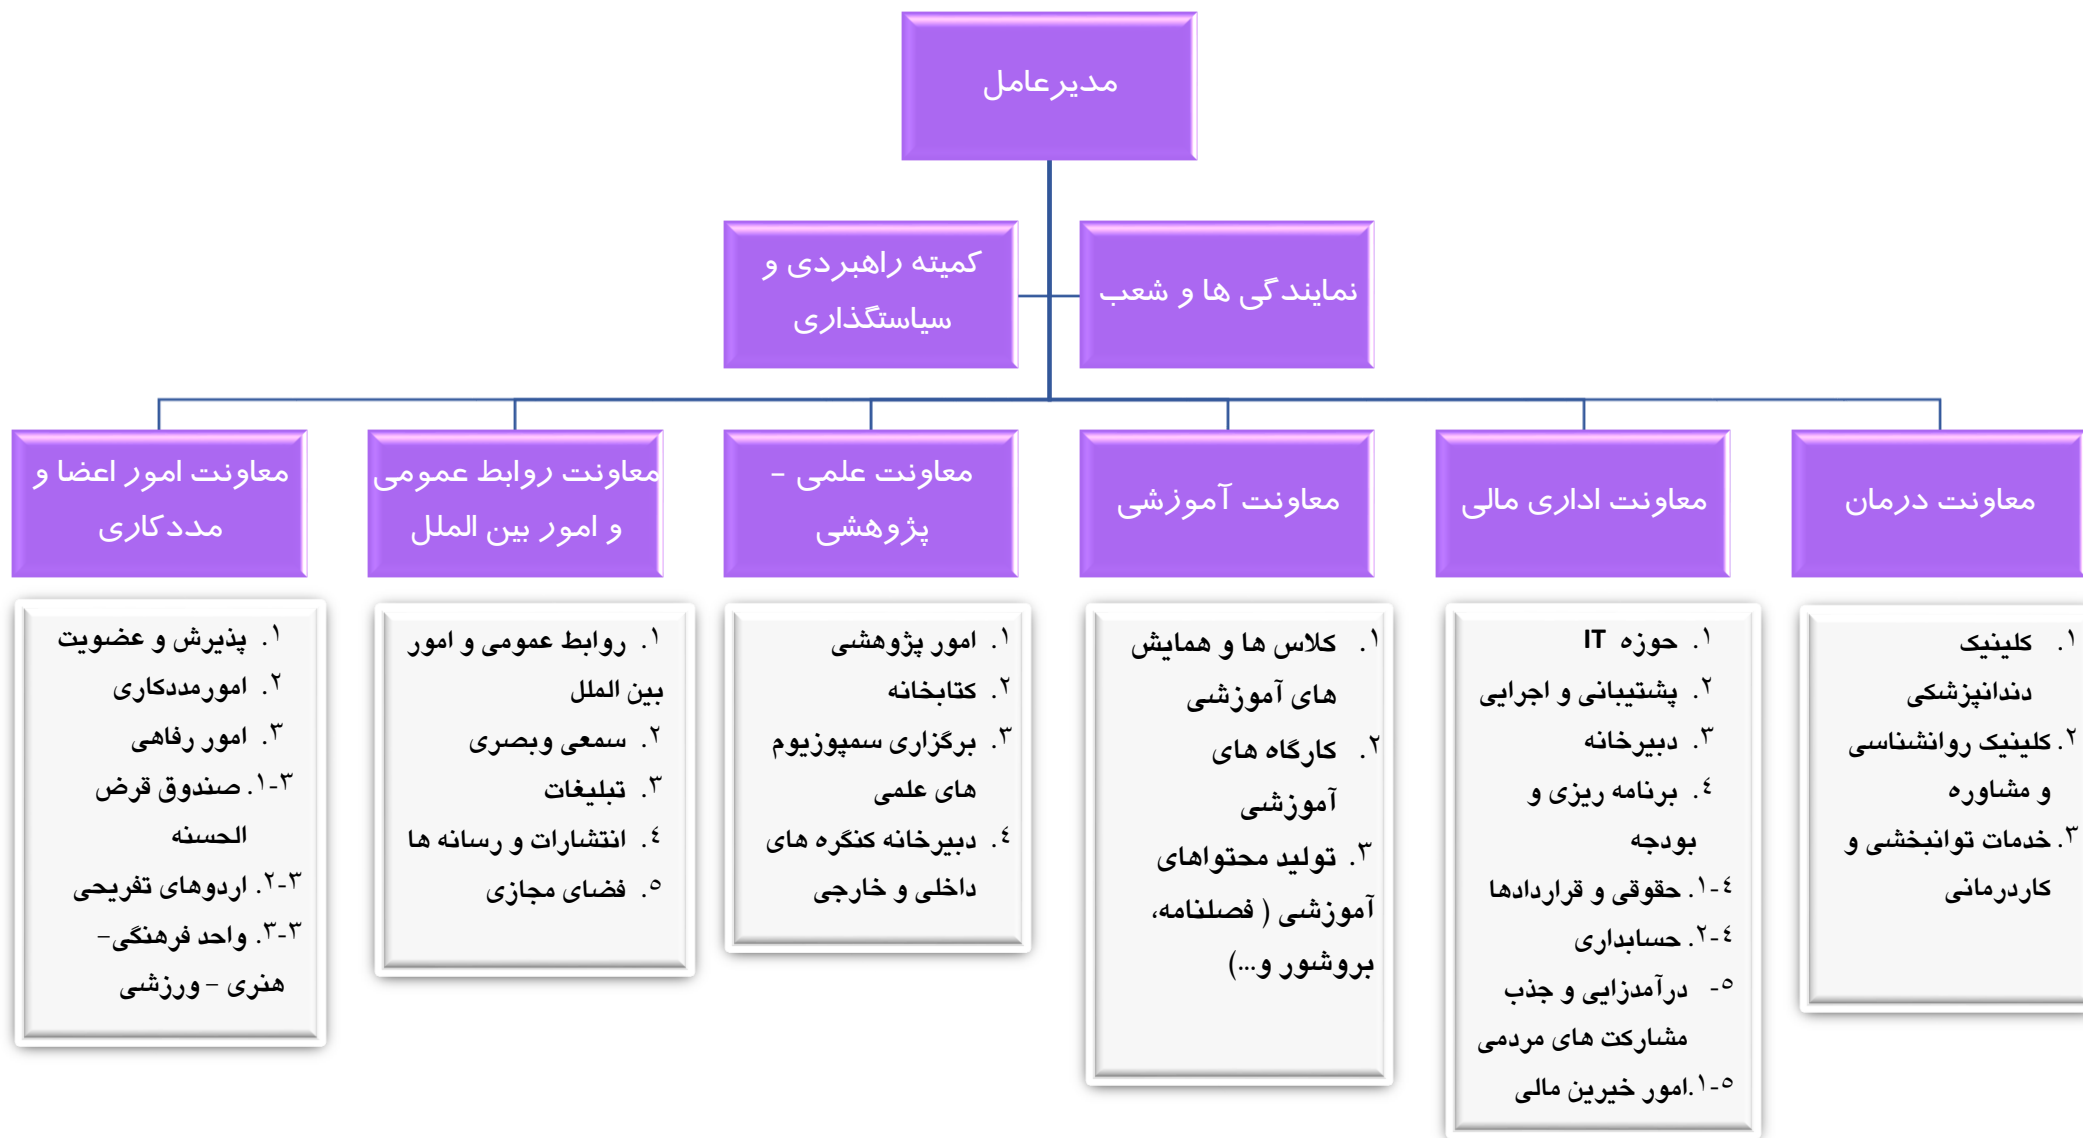 مدیرعامل
نمایندگی ها و شعب
کمیته راهبردی و
سیاستگذاری
معاونت درمان
معاونت اداری مالی
معاونت آموزشی
معاونت علمی -
پژوهشی
معاونت روابط عمومی
و امور بین الملل
معاونت امور اعضا و
مددکاری
۱. کلینیک
دندانپزشکی
۲. کلینیک روانشناسی
و مشاوره
۳. خدمات توانبخشی و
کاردرمانی
۱. حوزه IT
۲. پشتیبانی و اجرایی
۳. دبیرخانه
٤. برنامه ریزی و
بودجه
٤-۱. حقوقی و قراردادها
٤-۲. حسابداری
۵- درآمدزایی و جذب
مشارکت های مردمی
۵-۱.امور خیرین مالی
۱. کلاس ها و همایش
های آموزشی
۲. کارگاه های
آموزشی
۳. تولید محتواهای
آموزشی ( فصلنامه،
بروشور و...)
۱. امور پژوهشی
۲. کتابخانه
۳. برگزاری سمپوزیوم
های علمی
٤. دبیرخانه کنگره های
داخلی و خارجی
۱. روابط عمومی و امور
بین الملل
۲. سمعی وبصری
۳. تبلیغات
٤. انتشارات و رسانه ها
۵. فضای مجازی
۱. پذیرش و عضویت
۲. امورمددکاری
۳. امور رفاهی
۳-۱. صندوق قرض
الحسنه
۳-۲. اردوهای تفریحی
۳-۳. واحد فرهنگی-
هنری - ورزشی